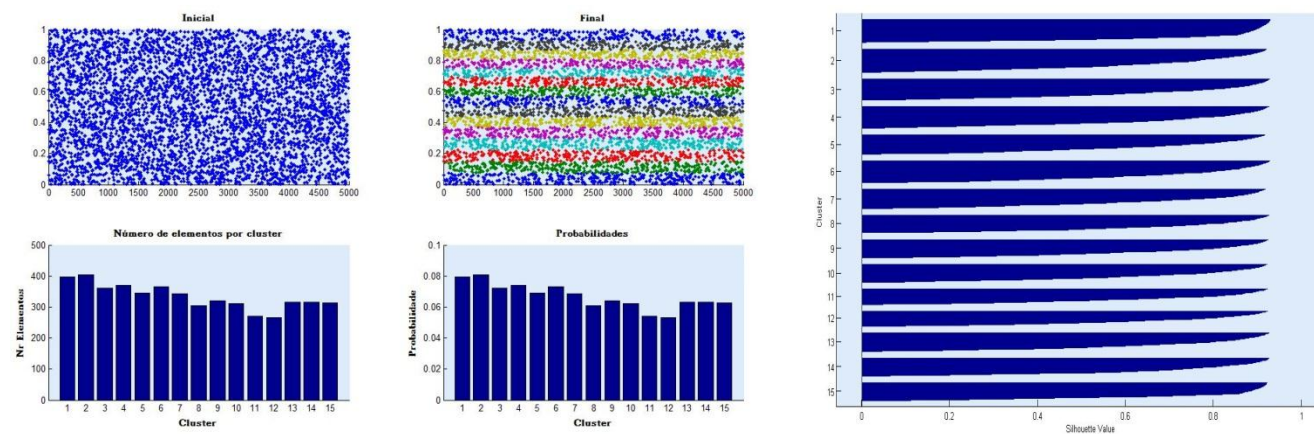 Inicial
1
0.8
0.6
0.4
0.2
0
0 500 1000 1500 2000 2500 3000 3500 4000 4500 5000
Final
1
0.8
0.6
0.4
0.2
0
0 500 1000 1500 2000 2500 3000 3500 4000 4500 5000
Número de elementos por cluster
Nr Elementos
500
400
300
200
100
0
1 2 3 4 5 6 7 8 9 10 11 12 13 14 15
Cluster
Probabilidades
Probabilidade
0.1
0.08
0.06
0.04
0.02
0
1 2 3 4 5 6 7 8 9 10 11 12 13 14 15
Cluster
Cluster
1
2
3
4
5
6
7
8
9
10
11
12
13
14
15
0 0.2 0.4 0.6 0.8 1
Silhouette Value